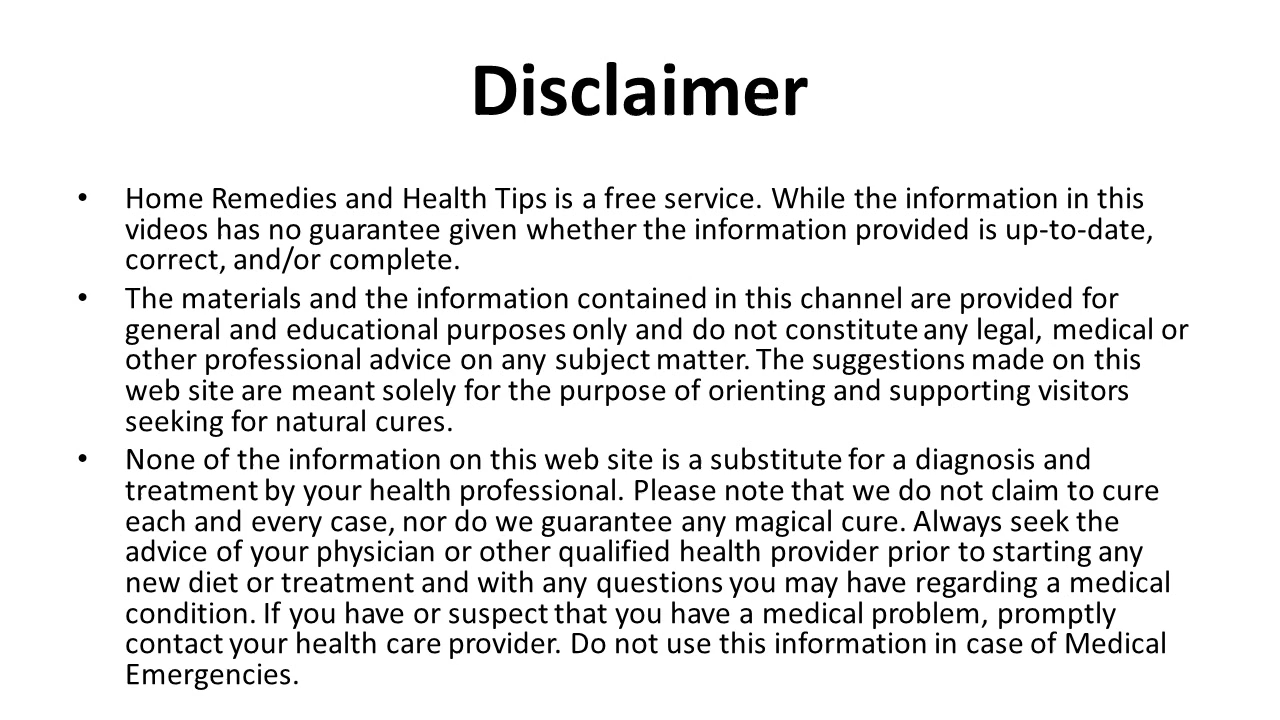 Disclaimer
• Home Remedies and Health Tips is a free service. While the information in this
videos has no guarantee given whether the information provided is up-to-date,
correct, and/or complete.
• The materials and the information contained in this channel are provided for
general and educational purposes only and do not constitute any legal, medical or
other professional advice on any subject matter. The suggestions made on this
web site are meant solely for the purpose of orienting and supporting visitors
seeking for natural cures.
• None of the information on this web site is a substitute for a diagnosis and
treatment by your health professional. Please note that we do not claim to cure
each and every case, nor do we guarantee any magical cure. Always seek the
advice of your physician or other qualified health provider prior to starting any
new diet or treatment and with any questions you may have regarding a medical
condition. If you have or suspect that you have a medical problem, promptly
contact your health care provider. Do not use this information in case of Medical
Emergencies.